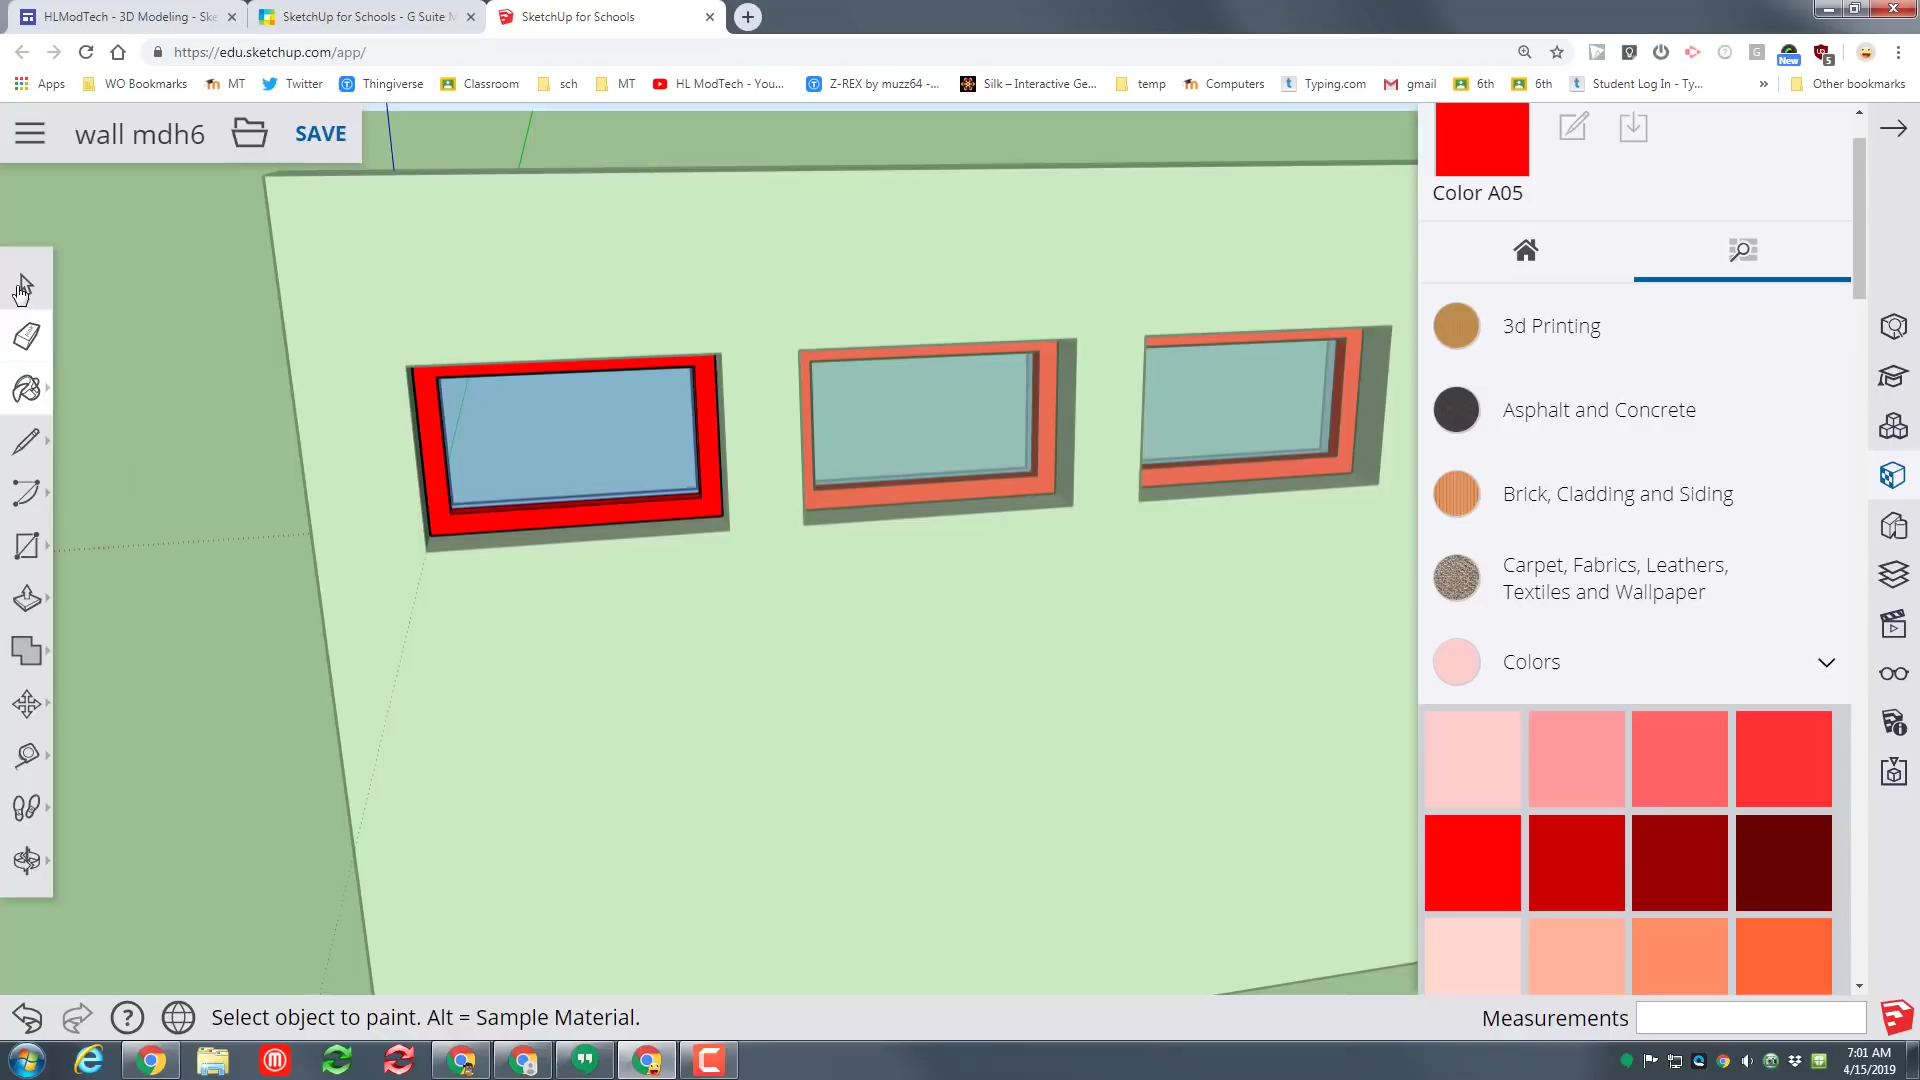 HLModTech - 3D Modeling - Ske
SketchUp for Schools - G Suite M
SketchUp for Schools
https://edu.sketchup.com/app/
New
5
Apps
WO Bookmarks
MT
Twitter
Thingiverse
Classroom
sch
MT
HL ModTech - You...
Z-REX by muzz64 -...
Silk – Interactive Ge...
temp
Computers
Typing.com
gmail
6th
6th
Student Log In - Ty...
»
Other bookmarks
wall mdh6
SAVE
Color A05
3d Printing
Asphalt and Concrete
Brick, Cladding and Siding
Carpet, Fabrics, Leathers,
Textiles and Wallpaper
Colors
Select object to paint. Alt = Sample Material.
Measurements
7:01 AM
4/15/2019